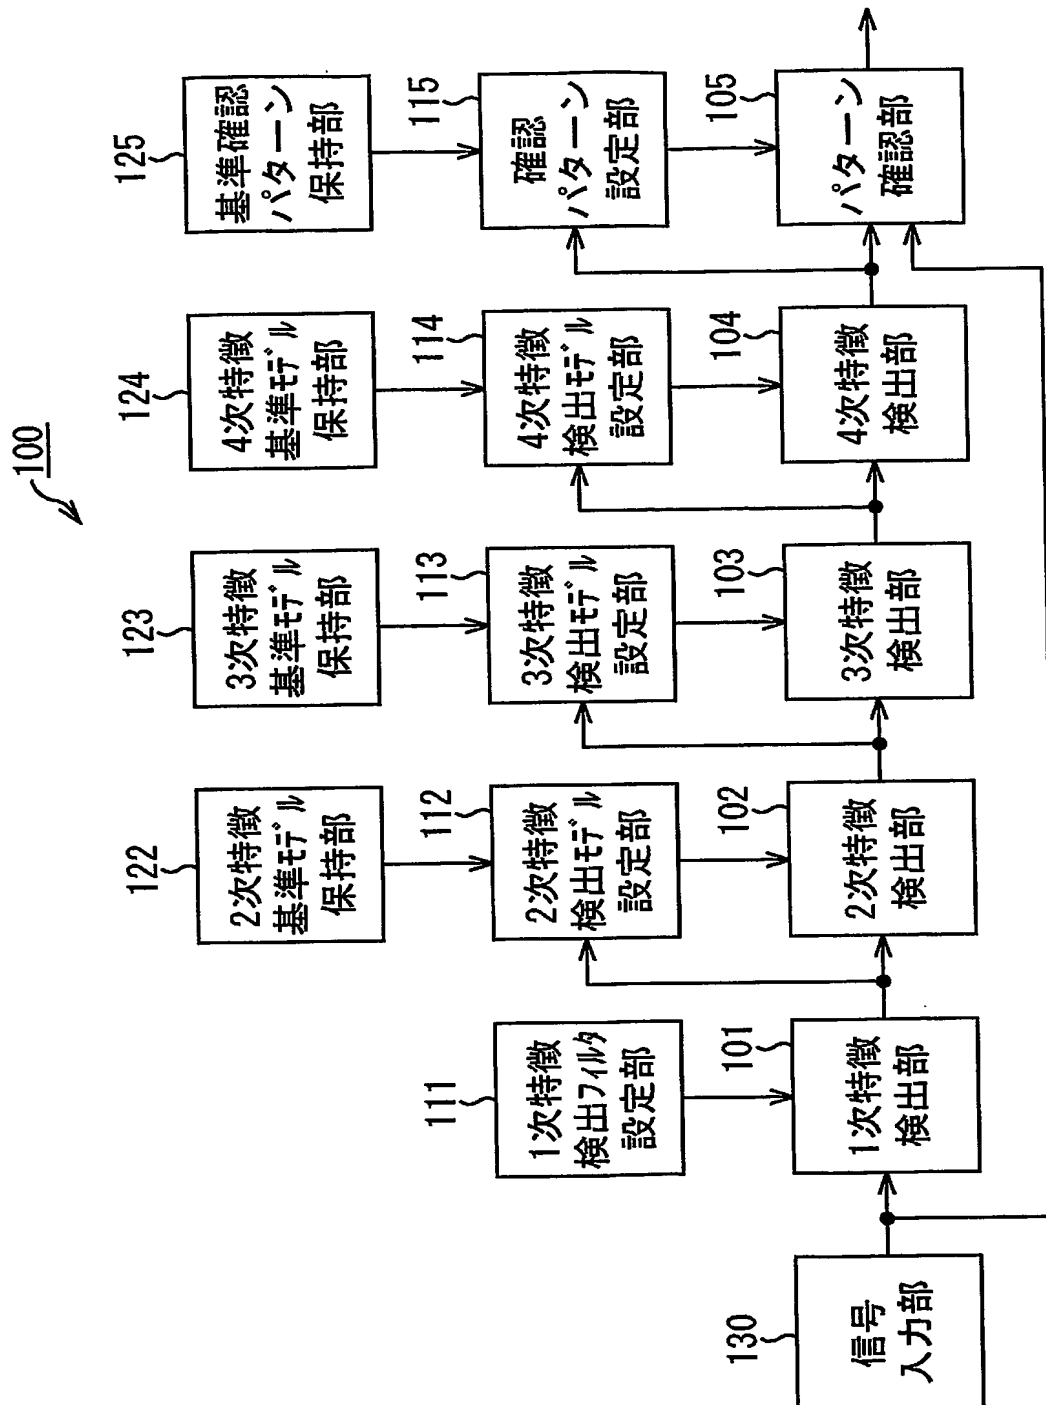 100
125
基準確認
パターン
保持部
115
確認
パターン
設定部
105
パターン
確認部
124
4次特徴
基準モデル
保持部
114
4次特徴
検出モデル
設定部
104
4次特徴
検出部
123
3次特徴
基準モデル
保持部
113
3次特徴
検出モデル
設定部
103
3次特徴
検出部
122
2次特徴
基準モデル
保持部
112
2次特徴
検出モデル
設定部
102
2次特徴
検出部
111
1次特徴
検出フィルタ
設定部
101
1次特徴
検出部
130
信号
入力部